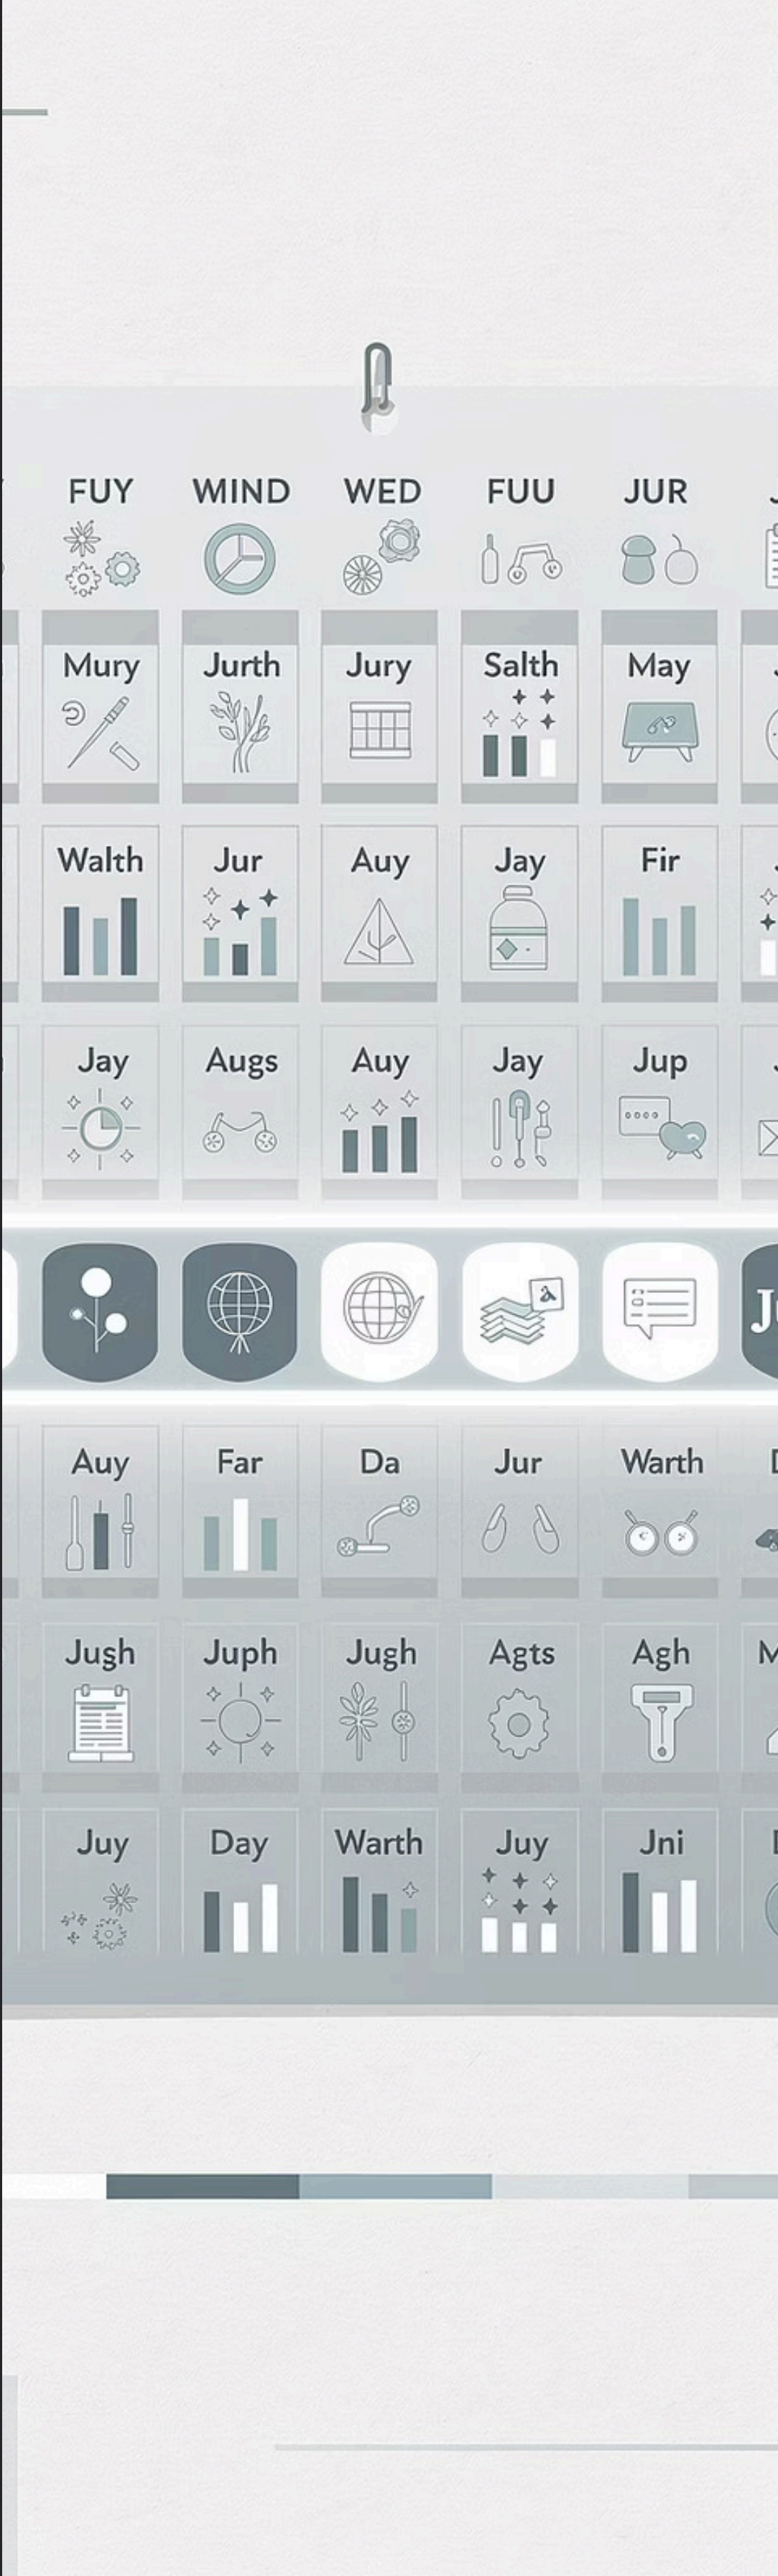 FUY WIND WED FUU JUR
Mury Jurth Jury Salth May
Walth Jur Auy Jay Fir
Jay Augs Auy Jay Jup
Auy Far Da Jur Warth
Jush Juph Jugh Agts Agh
Juy Day Warth Juy Jni